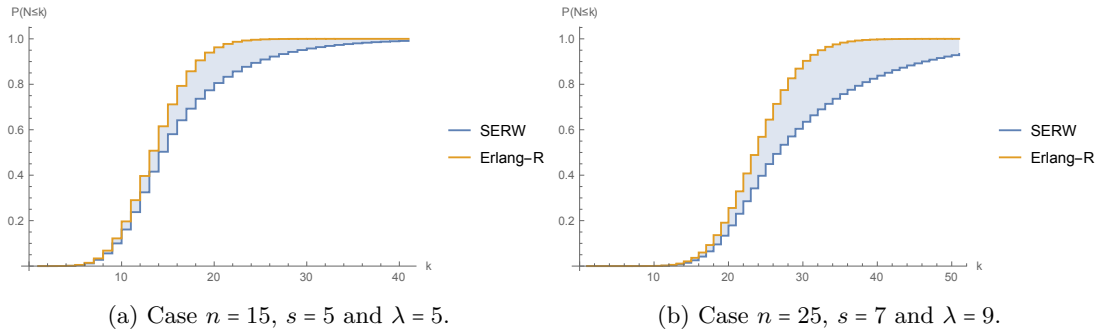 P(N≤k)
1.0
0.8
0.6
0.4
0.2
10
20
30
40
k
SERW
Erlang-R
(a) Case n = 15, s = 5 and λ = 5.
P(N≤k)
1.0
0.8
0.6
0.4
0.2
10
20
30
40
50
k
SERW
Erlang-R
(b) Case n = 25, s = 7 and λ = 9.